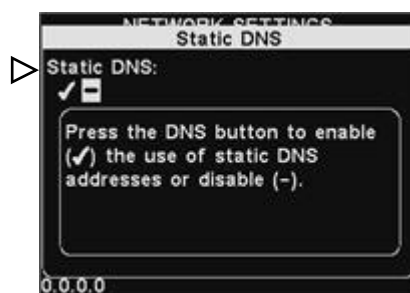 NETWORK SETTINGS
Static DNS
Static DNS:
✓ −
Press the DNS button to enable
(✓) the use of static DNS
addresses or disable (−).
0.0.0.0